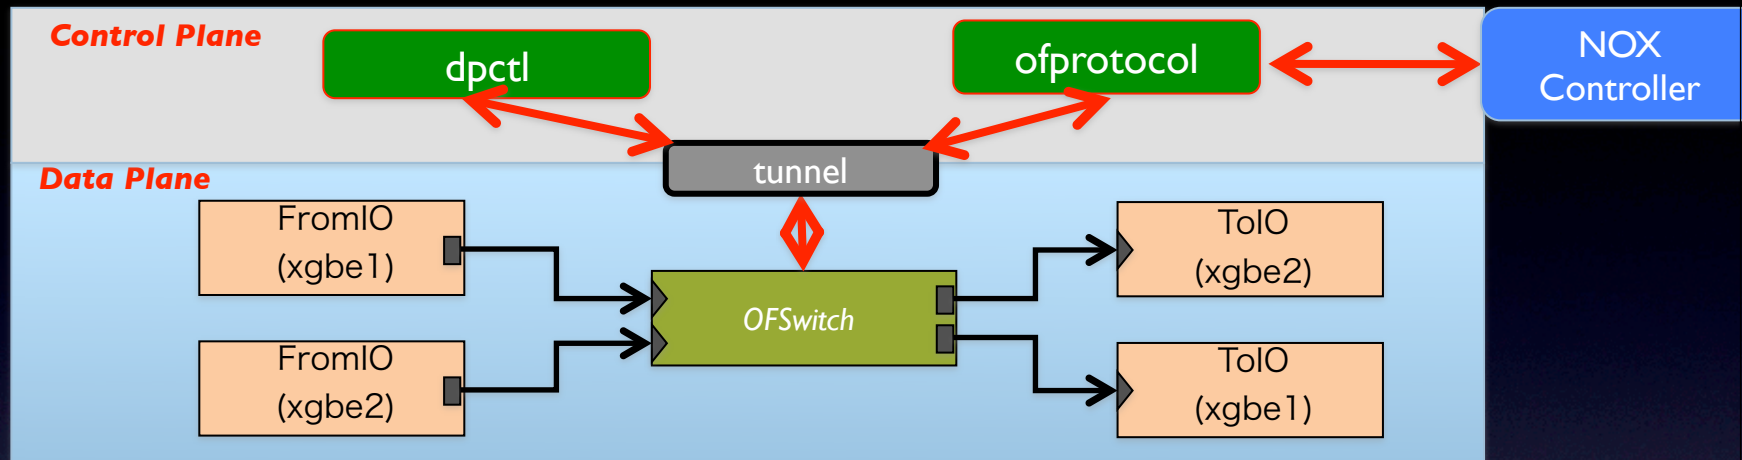 Control Plane
dpctl
ofprotocol
NOX
Controller
tunnel
Data Plane
FromIO
(xgbe1)
ToIO
(xgbe2)
OFSwitch
FromIO
(xgbe2)
ToIO
(xgbe1)